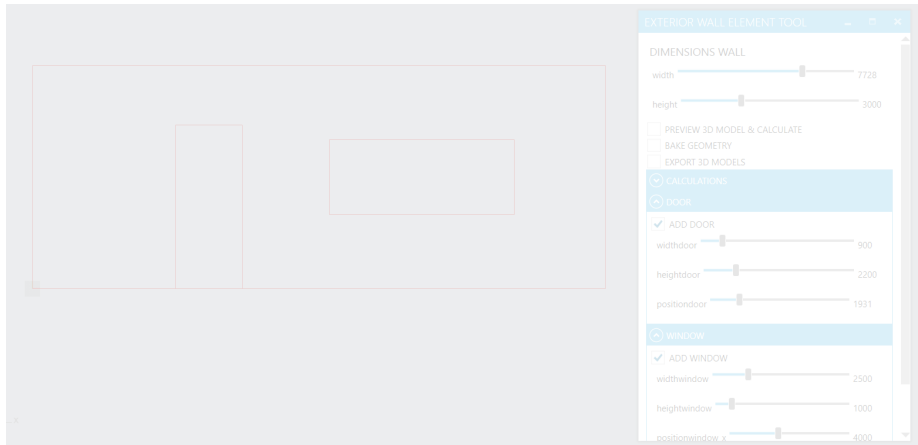 EXTERIOR WALL ELEMENT TOOL
DIMENSIONS WALL
width 7728
height 3000
PREVIEW 3D MODEL & CALCULATE
BAKE GEOMETRY
EXPORT 3D MODELS
CALCULATIONS
DOOR
ADD DOOR
widthdoor 900
heightdoor 2200
positiondoor 1931
WINDOW
ADD WINDOW
widthwindow 2500
heightwindow 1000
positionwindow_x 4000